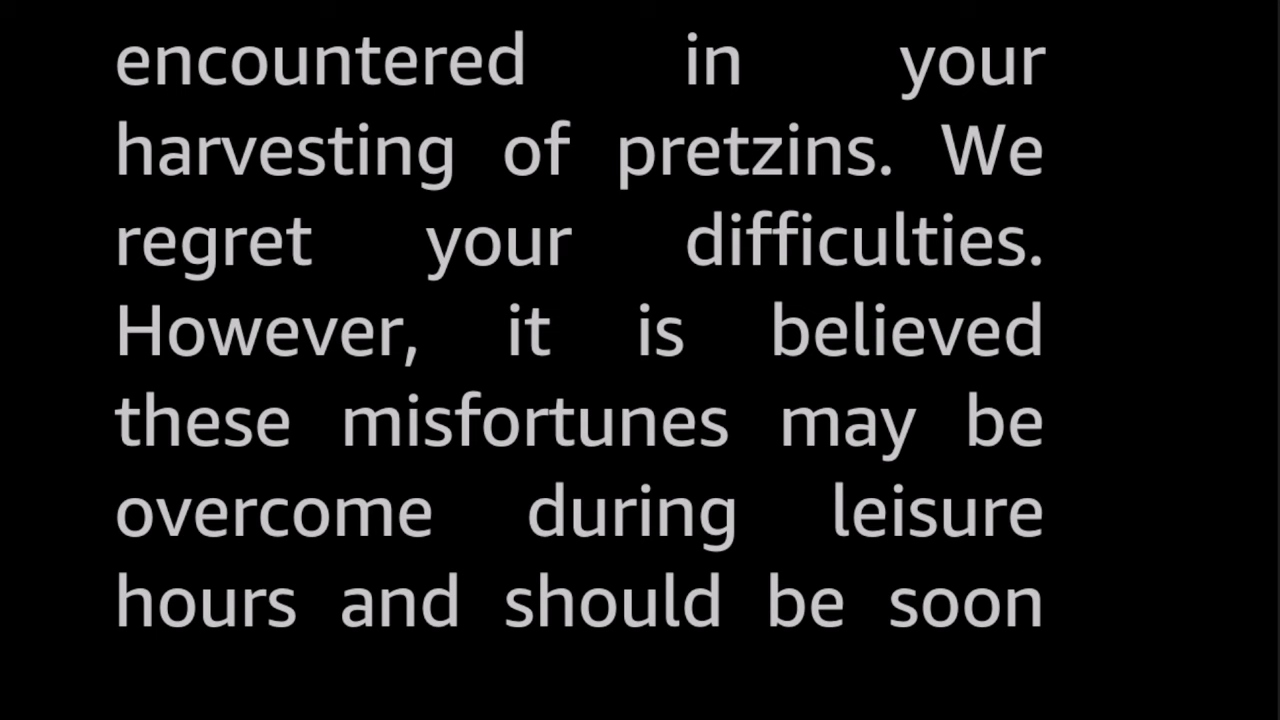 encountered in your
harvesting of pretzins. We
regret your difficulties.
However, it is believed
these misfortunes may be
overcome during leisure
hours and should be soon